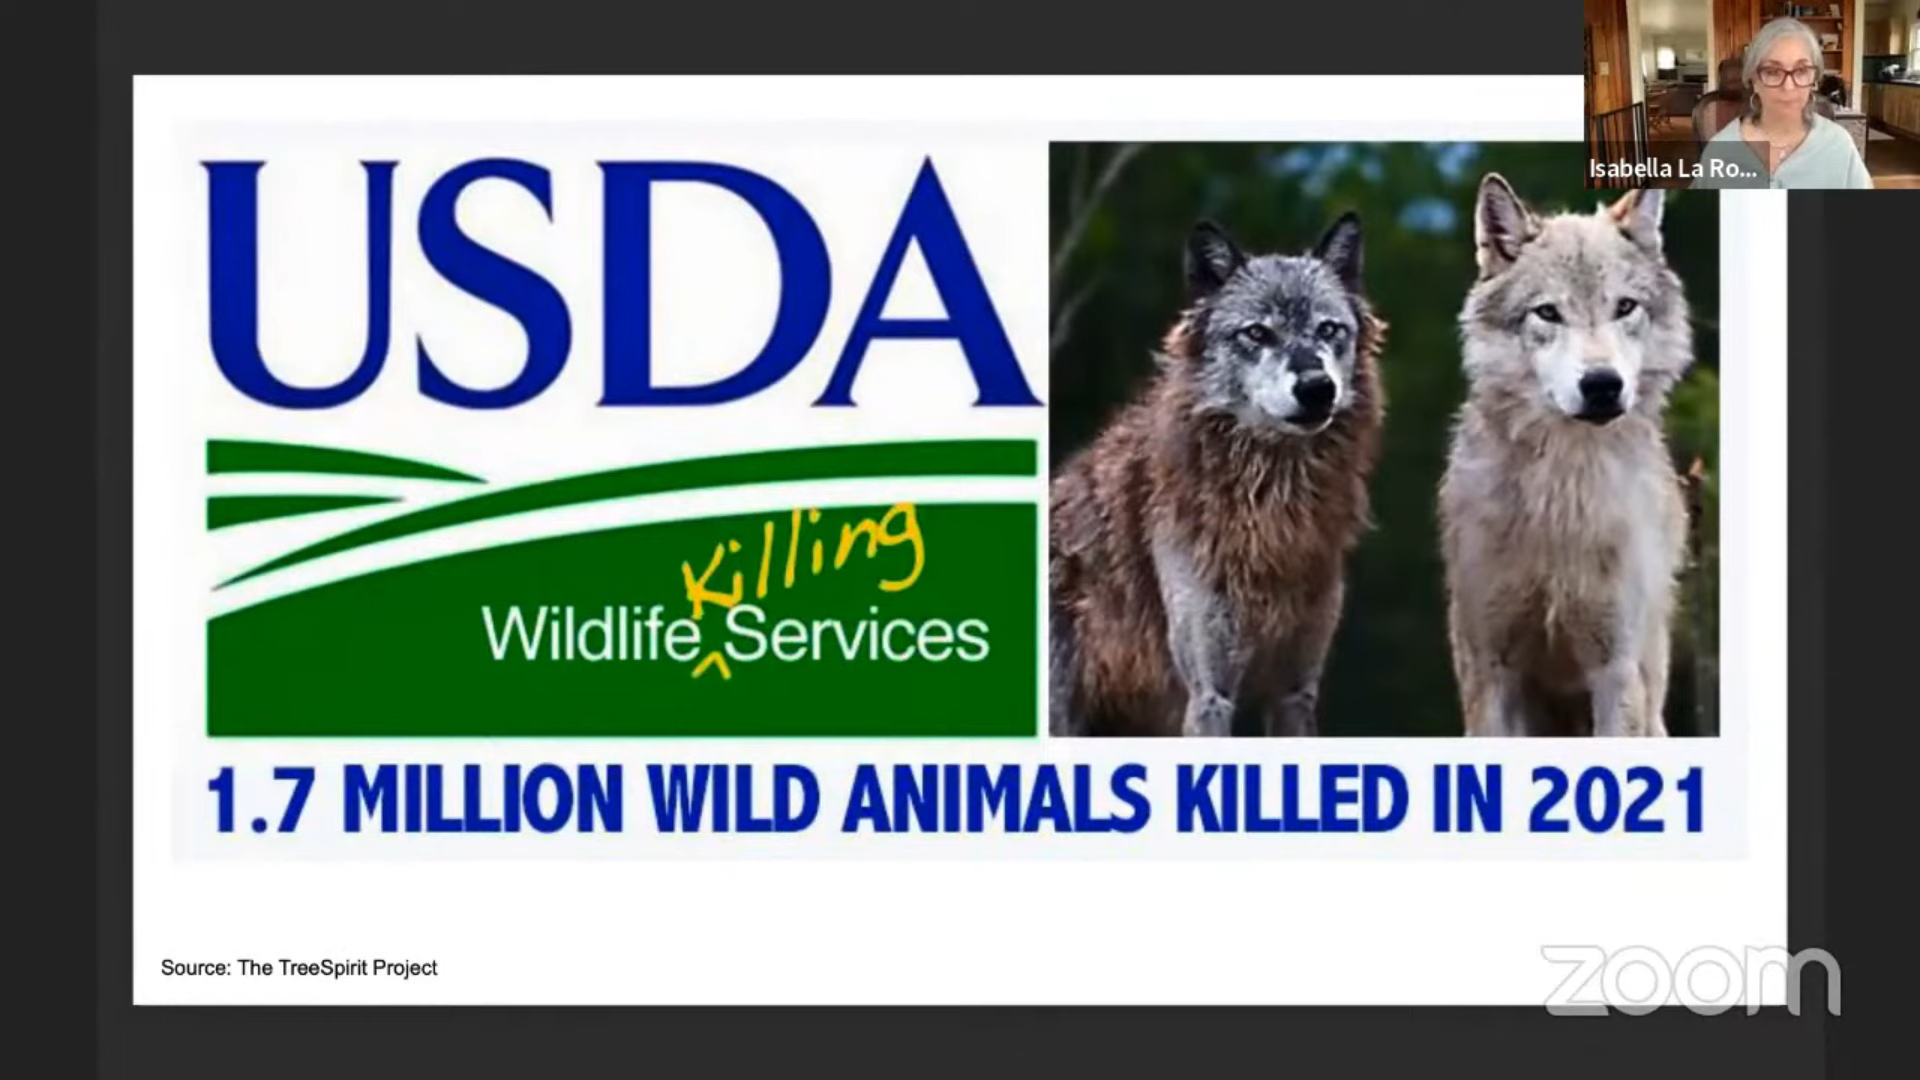 Isabella La Ro...
USDA
Killing
Wildlife Services
1.7 MILLION WILD ANIMALS KILLED IN 2021
Source: The TreeSpirit Project
zoom